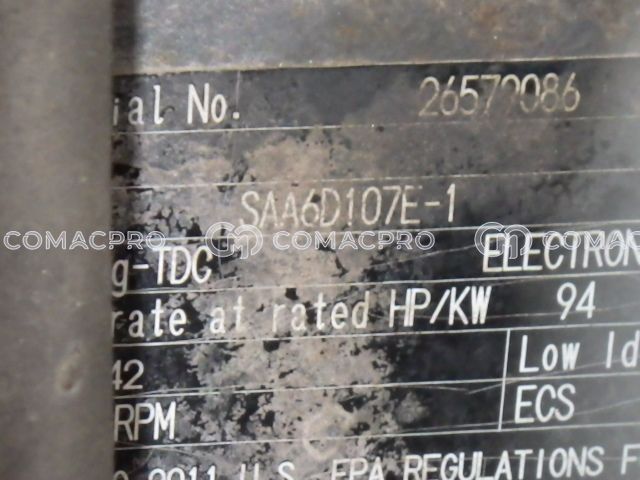 ial No. 26579086
SAA6D107E-1
COMACPRO COMACPRO COMACPRO
g-TDC ELECTRON
rate at rated HP/KW 94
42 Low Id
RPM ECS
2011 U.S. EPA REGULATIONS F